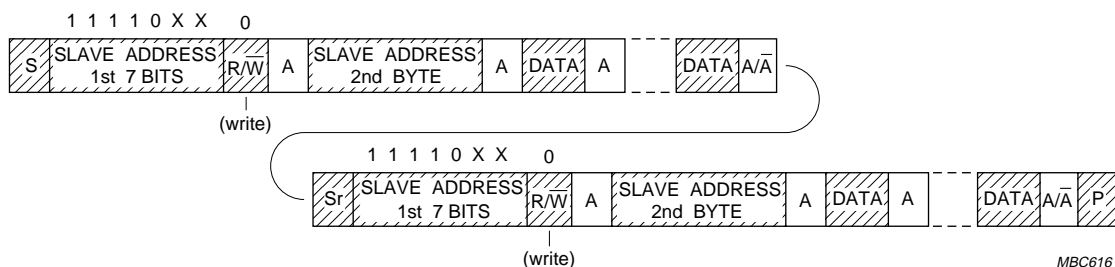 1 1 1 1 0 X X 0
S SLAVE ADDRESS 1st 7 BITS R/W̅ A SLAVE ADDRESS 2nd BYTE A DATA A DATA A/A̅
(write)
1 1 1 1 0 X X 0
Sr SLAVE ADDRESS 1st 7 BITS R/W̅ A SLAVE ADDRESS 2nd BYTE A DATA A DATA A/A̅ P
(write)
MBC616